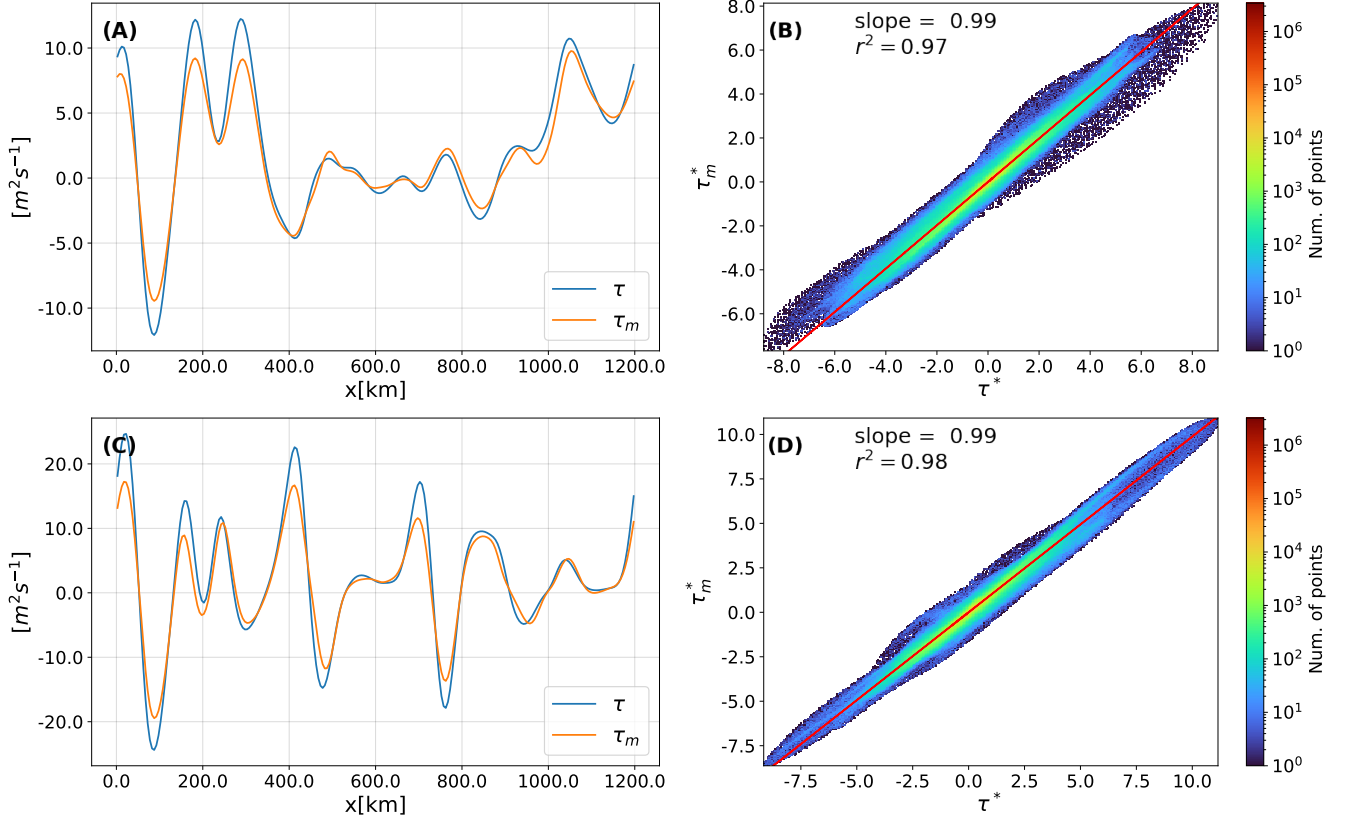 (A)
[m²s⁻¹]
10.0
5.0
0.0
-5.0
-10.0
τ
τₘ
0.0 200.0 400.0 600.0 800.0 1000.0 1200.0
x[km]
(B)
slope = 0.99
r² = 0.97
τ*ₘ
8.0
6.0
4.0
2.0
0.0
-2.0
-4.0
-6.0
-8.0 -6.0 -4.0 -2.0 0.0 2.0 4.0 6.0 8.0
τ*
10⁶
10⁵
10⁴
10³
10²
10¹
10⁰
Num. of points
(C)
[m²s⁻¹]
20.0
10.0
0.0
-10.0
-20.0
τ
τₘ
0.0 200.0 400.0 600.0 800.0 1000.0 1200.0
x[km]
(D)
slope = 0.99
r² = 0.98
τ*ₘ
10.0
7.5
5.0
2.5
0.0
-2.5
-5.0
-7.5
-7.5 -5.0 -2.5 0.0 2.5 5.0 7.5 10.0
τ*
10⁶
10⁵
10⁴
10³
10²
10¹
10⁰
Num. of points